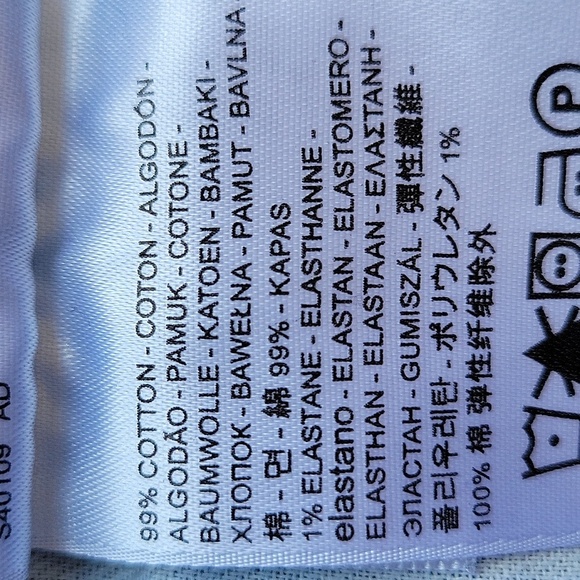 S40109 AD
99% COTTON - COTON - ALGODÓN -
ALGODÃO - PAMUK - COTONE -
BAUMWOLLE - KATOEN - BAMBAKI -
ХЛОПОК - BAWEŁNA - PAMUT - BAVLNA
棉 - 면 - 綿 99% - KAPAS
1% ELASTANE - ELASTHANNE -
elastano - ELASTAN - ELASTOMERO -
ELASTHAN - ELASTAAN - ΕΛΑΣΤΑΝΗ -
ЭЛАСТАН - GUMISZÁL - 彈性纖維 -
폴리우레탄 - ポリウレタン 1%
100% 棉 弹性纤维除外
P